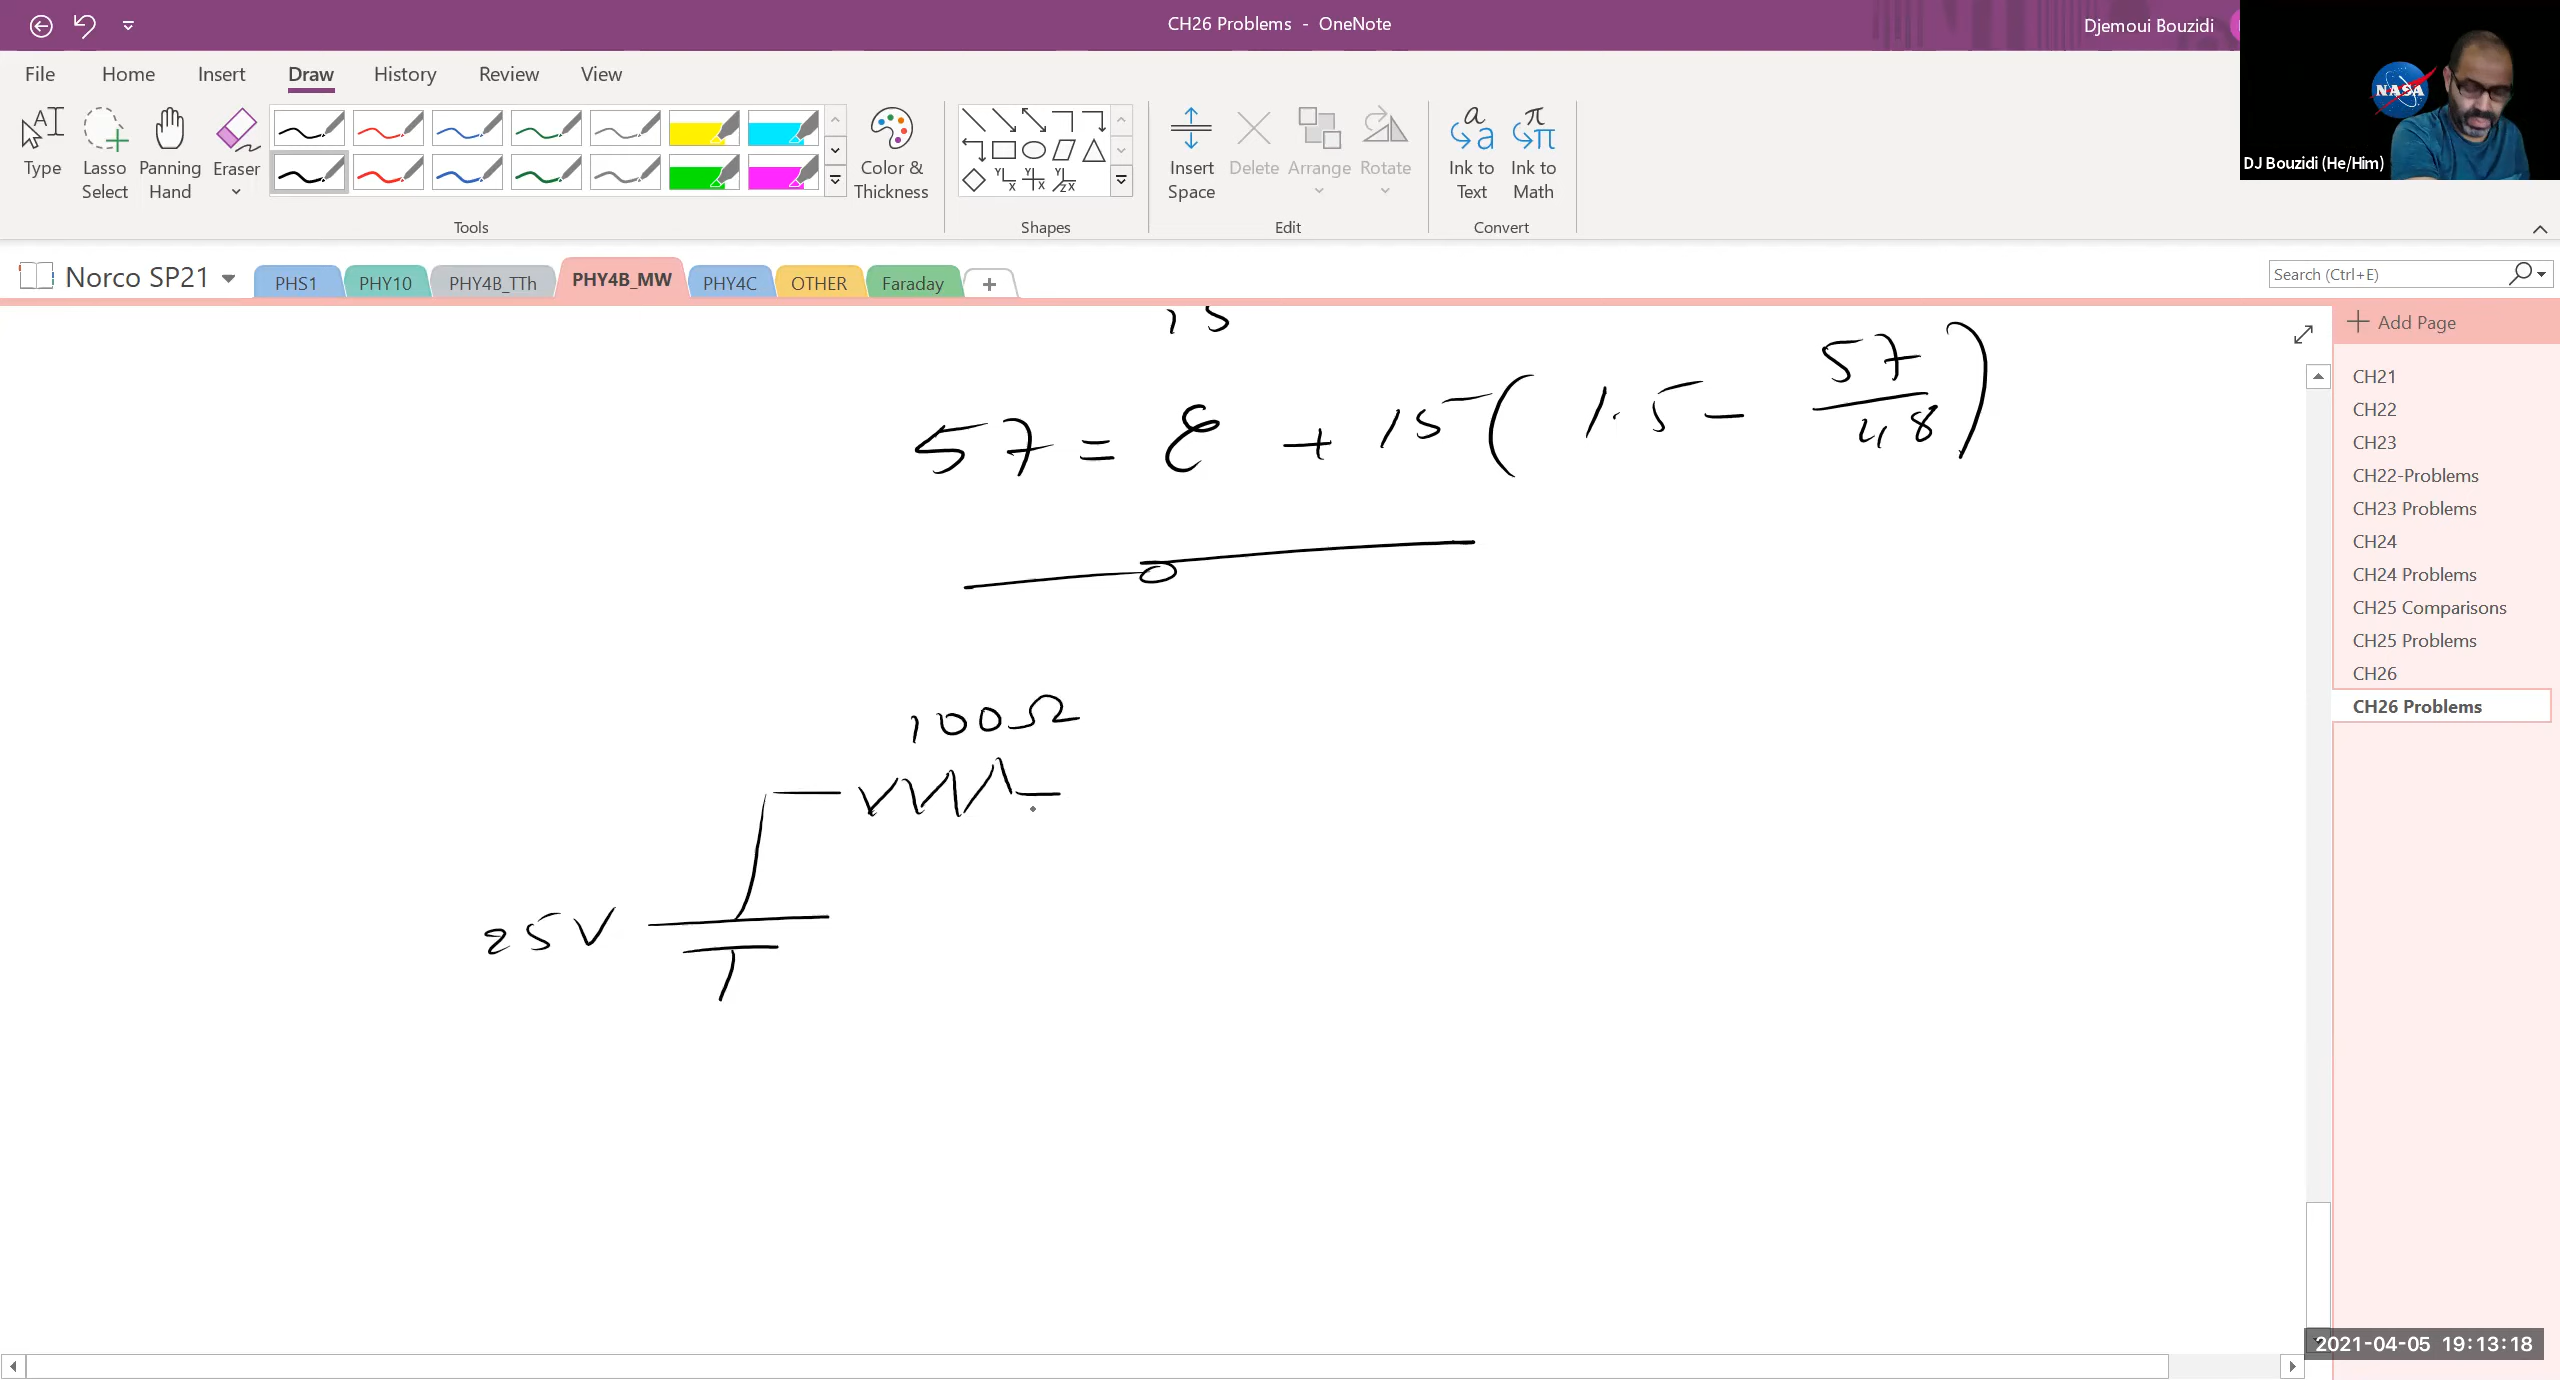 CH26 Problems - OneNote
Djemoui Bouzidi
File Home Insert Draw History Review View
Type
Lasso Select
Panning Hand
Eraser
Color & Thickness
Insert Space
Delete
Arrange
Rotate
Ink to Text
Ink to Math
Tools
Shapes
Edit
Convert
NASA
DJ Bouzidi (He/Him)
Norco SP21
PHS1 PHY10 PHY4B_TTh PHY4B_MW PHY4C OTHER Faraday +
Search (Ctrl+E)
Add Page
CH21
CH22
CH23
CH22-Problems
CH23 Problems
CH24
CH24 Problems
CH25 Comparisons
CH25 Problems
CH26
CH26 Problems
57 = ℰ + 15 ( 1.5 - 57/48 )
100Ω
25V
2021-04-05 19:13:18